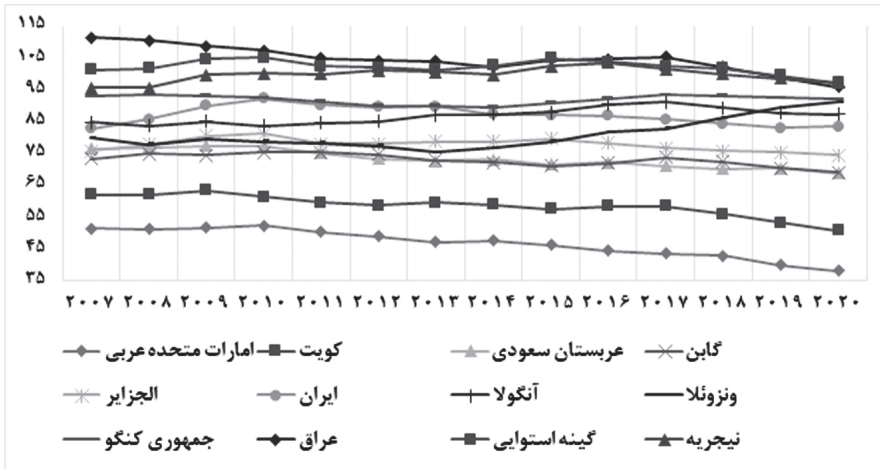 ۱۱۵
۱۰۵
۹۵
۸۵
۷۵
۶۵
۵۵
۴۵
۳۵
۲۰۰۷ ۲۰۰۸ ۲۰۰۹ ۲۰۱۰ ۲۰۱۱ ۲۰۱۲ ۲۰۱۳ ۲۰۱۴ ۲۰۱۵ ۲۰۱۶ ۲۰۱۷ ۲۰۱۸ ۲۰۱۹ ۲۰۲۰
گابن عربستان سعودی کویت امارات متحده عربی
ونزوئلا آنگولا ایران الجزایر
نیجریه گینه استوایی عراق جمهوری کنگو